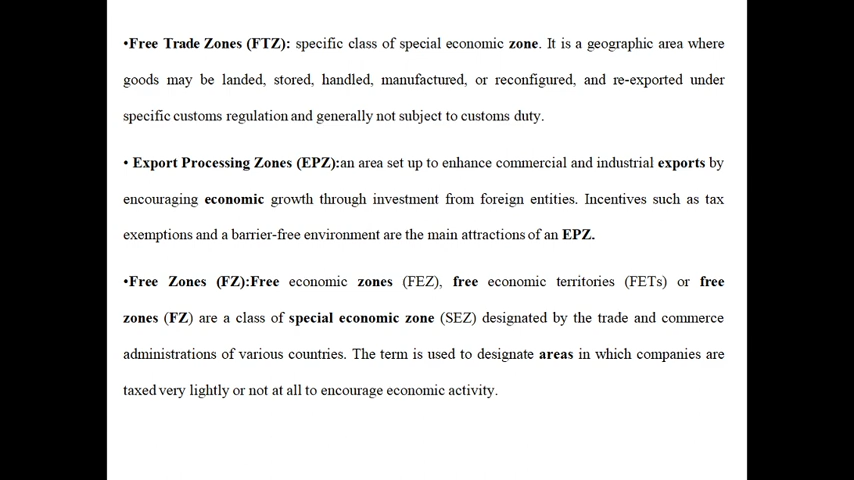 •Free Trade Zones (FTZ): specific class of special economic zone. It is a geographic area where
goods may be landed, stored, handled, manufactured, or reconfigured, and re-exported under
specific customs regulation and generally not subject to customs duty.
• Export Processing Zones (EPZ):an area set up to enhance commercial and industrial exports by
encouraging economic growth through investment from foreign entities. Incentives such as tax
exemptions and a barrier-free environment are the main attractions of an EPZ.
•Free Zones (FZ):Free economic zones (FEZ), free economic territories (FETs) or free
zones (FZ) are a class of special economic zone (SEZ) designated by the trade and commerce
administrations of various countries. The term is used to designate areas in which companies are
taxed very lightly or not at all to encourage economic activity.